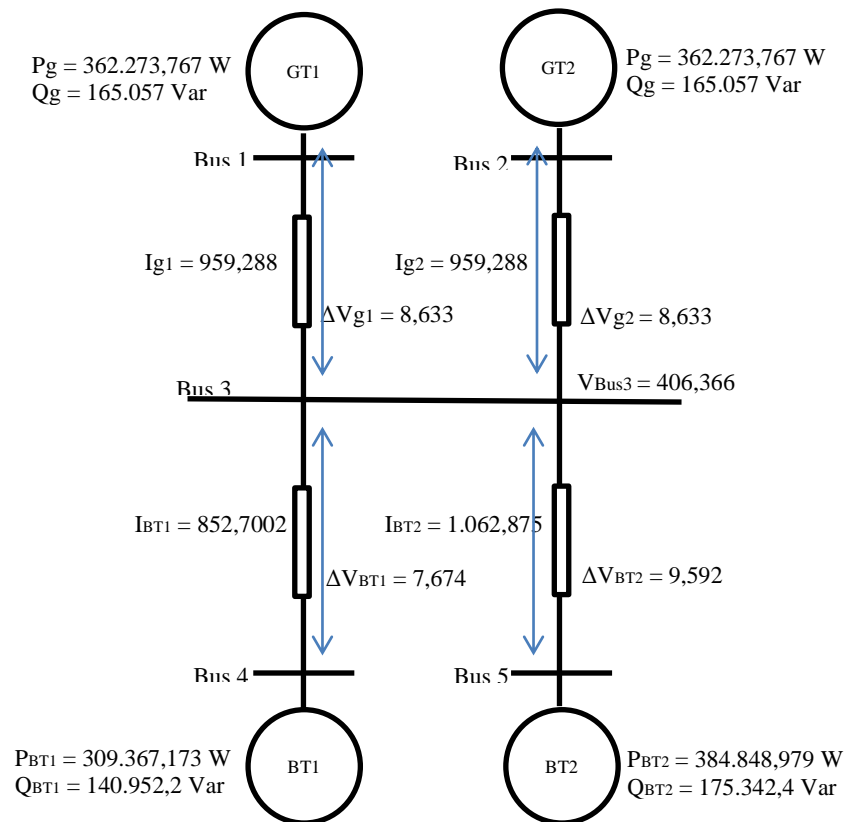 GT1
GT2
Pg = 362.273,767 W
Qg = 165.057 Var
Pg = 362.273,767 W
Qg = 165.057 Var
Bus 1
Bus 2
Ig1 = 959,288
Ig2 = 959,288
ΔVg1 = 8,633
ΔVg2 = 8,633
Bus 3
VBus3 = 406,366
IBT1 = 852,7002
IBT2 = 1.062,875
ΔVBT1 = 7,674
ΔVBT2 = 9,592
Bus 4
Bus 5
BT1
BT2
PBT1 = 309.367,173 W
QBT1 = 140.952,2 Var
PBT2 = 384.848,979 W
QBT2 = 175.342,4 Var